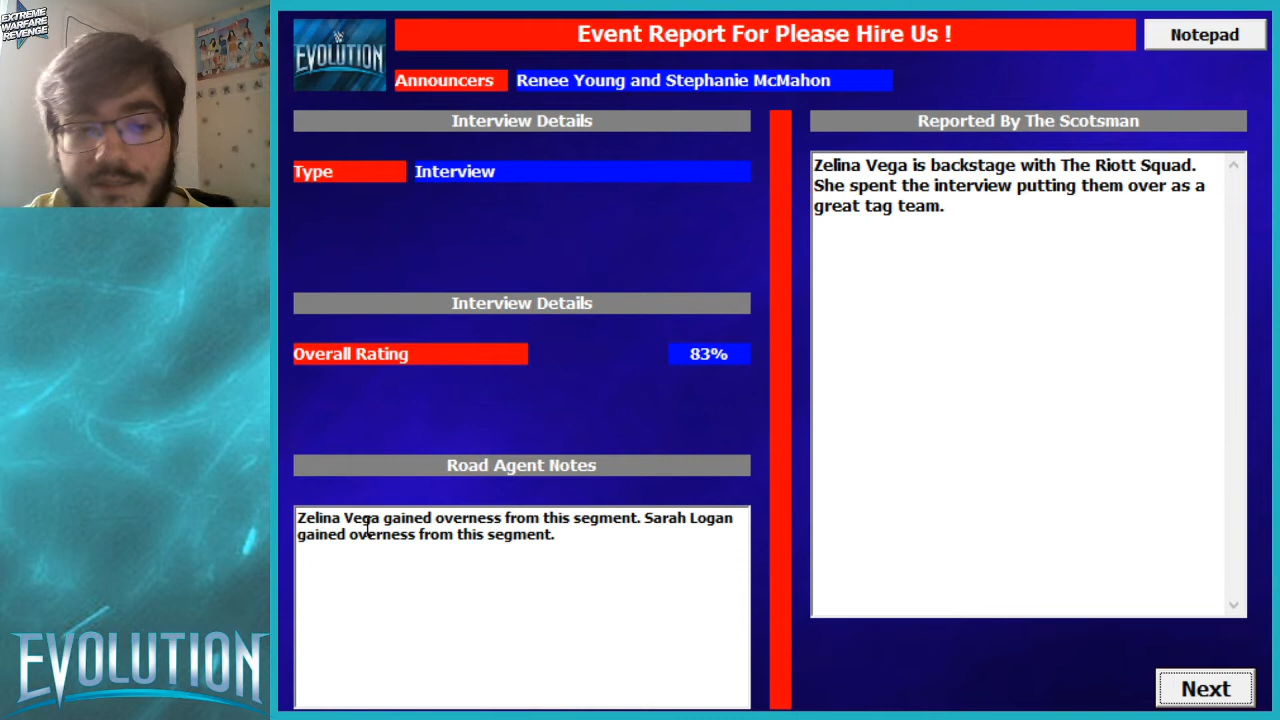 EXTREME
WARFARE
REVENGE
W
EVOLUTION
Event Report For Please Hire Us !
Notepad
Announcers
Renee Young and Stephanie McMahon
Interview Details
Type
Interview
Interview Details
Overall Rating
83%
Road Agent Notes
Zelina Vega gained overness from this segment. Sarah Logan
gained overness from this segment.
Reported By The Scotsman
Zelina Vega is backstage with The Riott Squad.
She spent the interview putting them over as a
great tag team.
Next
EVOLUTION